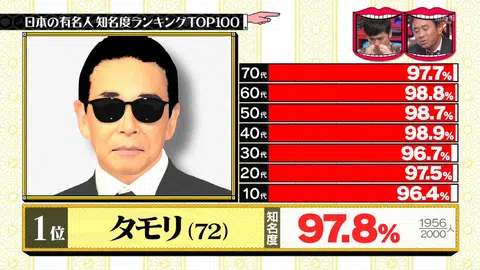 日本の有名人 知名度ランキングTOP100
70代 97.7%
60代 98.8%
50代 98.7%
40代 98.9%
30代 96.7%
20代 97.5%
10代 96.4%
1位 タモリ(72) 知名度 97.8% 1956/2000人